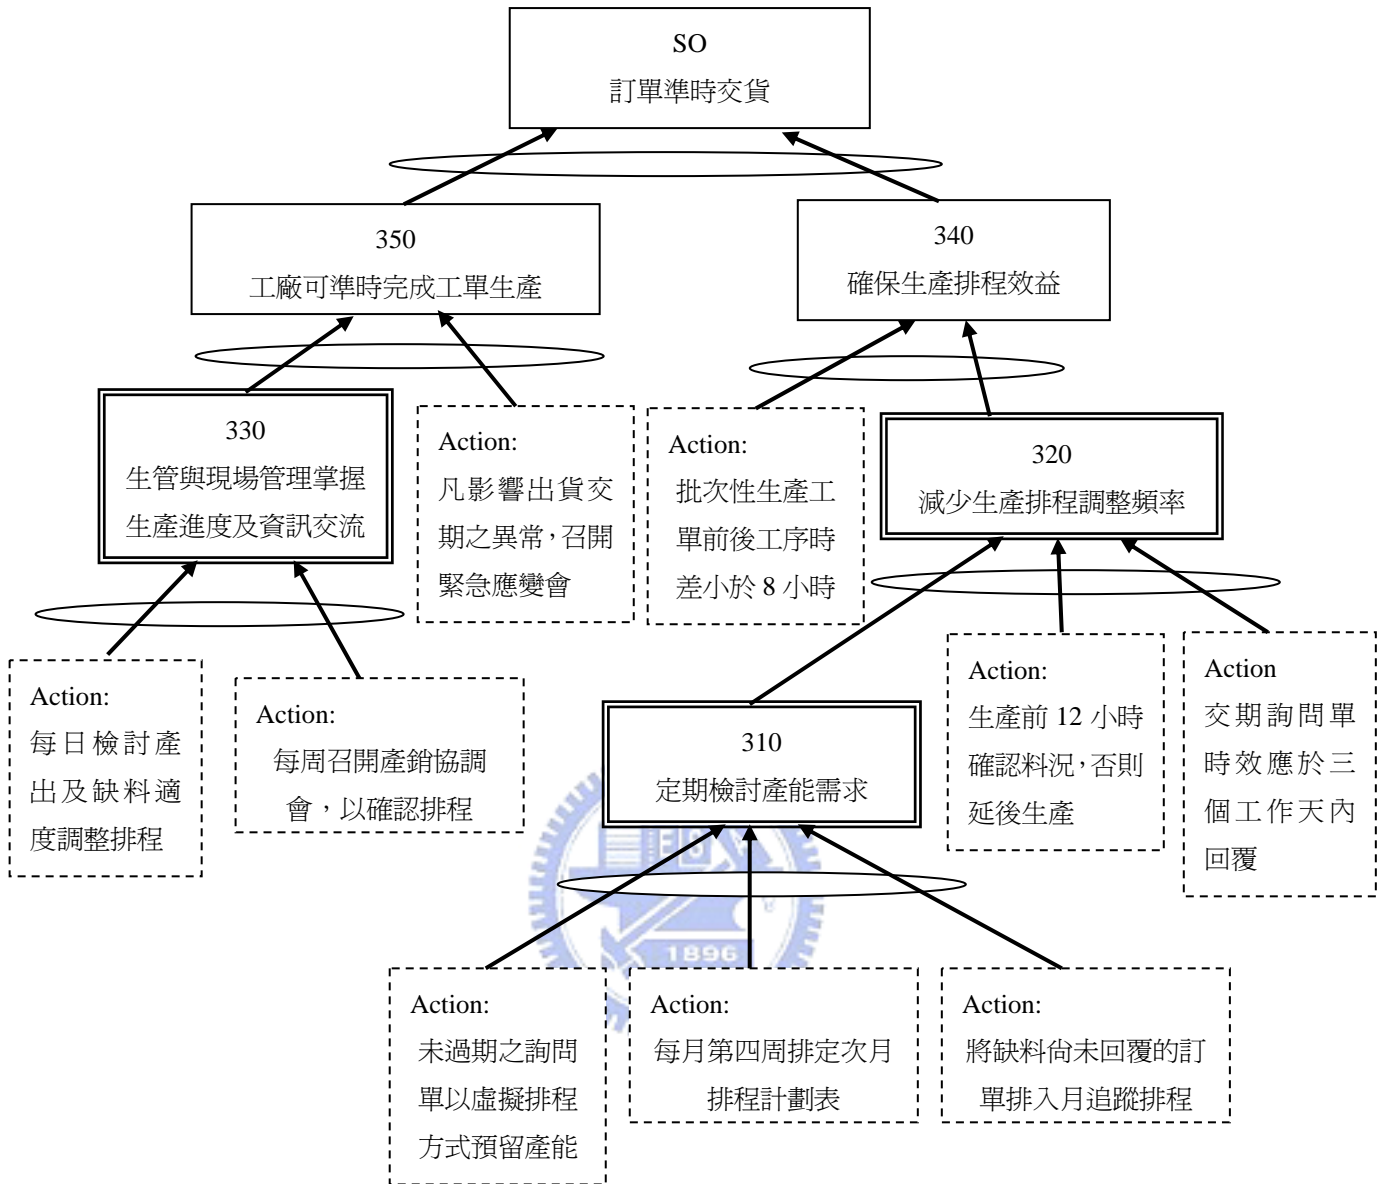 SO
訂單準時交貨
350
工廠可準時完成工單生產
340
確保生產排程效益
330
生管與現場管理掌握
生產進度及資訊交流
Action:
凡影響出貨交
期之異常，召開
緊急應變會
Action:
批次性生產工
單前後工序時
差小於 8 小時
320
減少生產排程調整頻率
Action:
每日檢討產
出及缺料適
度調整排程
Action:
每周召開產銷協調
會，以確認排程
310
定期檢討產能需求
Action:
生產前 12 小時
確認料況，否則
延後生產
Action
交期詢問單
時效應於三
個工作天內
回覆
1896
Action:
未過期之詢問
單以虛擬排程
方式預留產能
Action:
每月第四周排定次月
排程計劃表
Action:
將缺料尚未回覆的訂
單排入月追蹤排程